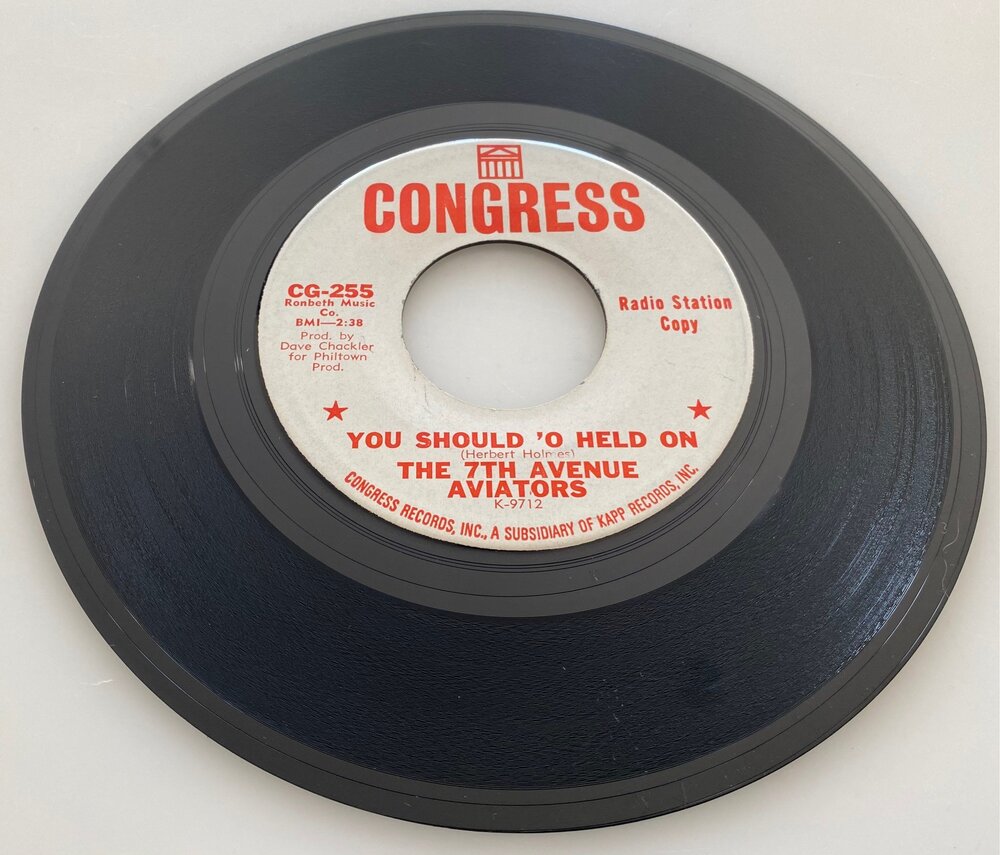 CONGRESS
CG-255
Ronbeth Music
Co.
BMI—2:38
Prod. by
Dave Chackler
for Philtown
Prod.
Radio Station
Copy
YOU SHOULD 'O HELD ON
(Herbert Holmes)
THE 7TH AVENUE
AVIATORS
K-9712
CONGRESS RECORDS, INC., A SUBSIDIARY OF KAPP RECORDS, INC.